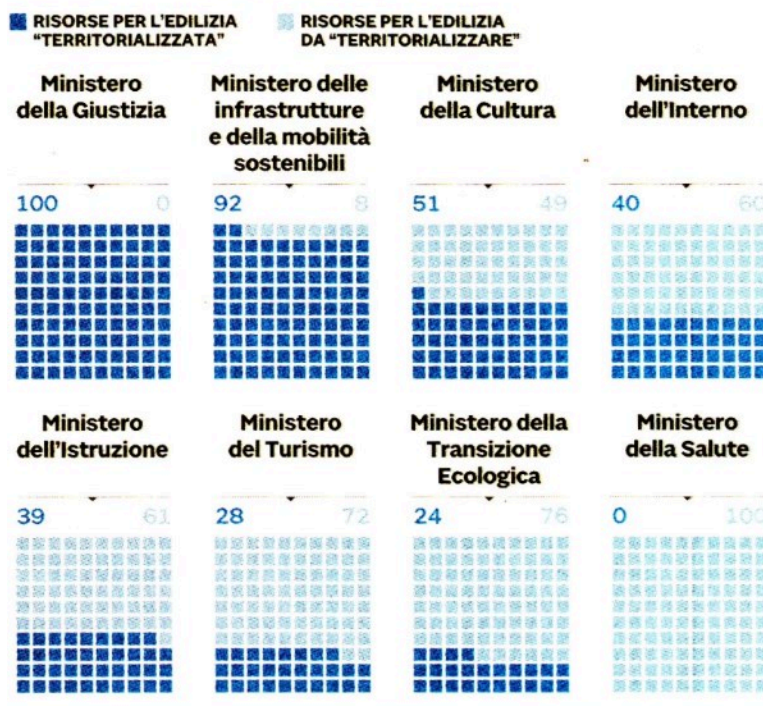 RISORSE PER L'EDILIZIA
"TERRITORIALIZZATA"
RISORSE PER L'EDILIZIA
DA "TERRITORIALIZZARE"
Ministero
della Giustizia
Ministero delle
infrastrutture
e della mobilità
sostenibili
Ministero
della Cultura
Ministero
dell'Interno
100 0
92 8
51 49
40 60
Ministero
dell'Istruzione
Ministero
del Turismo
Ministero della
Transizione
Ecologica
Ministero
della Salute
39 61
28 72
24 76
0 100